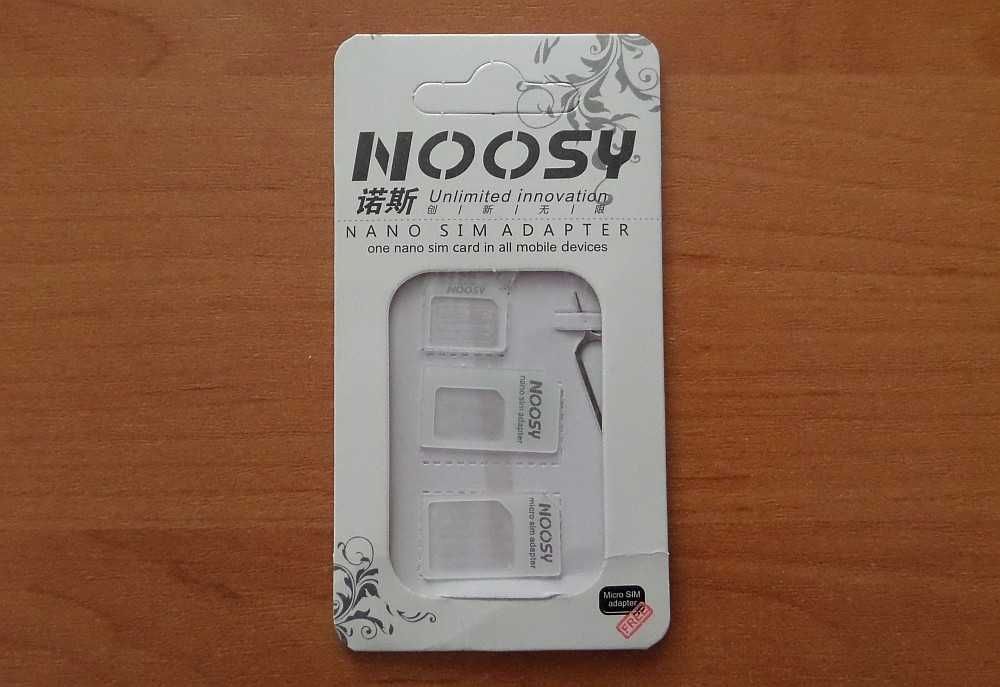 NOOSY
诺斯 Unlimited innovation
创 | 新 | 无 | 限
NANO SIM ADAPTER
one nano sim card in all mobile devices
NOOSY
NOOSY
nano sim adapter
NOOSY
micro sim adapter
Micro SIM
adapter
FREE